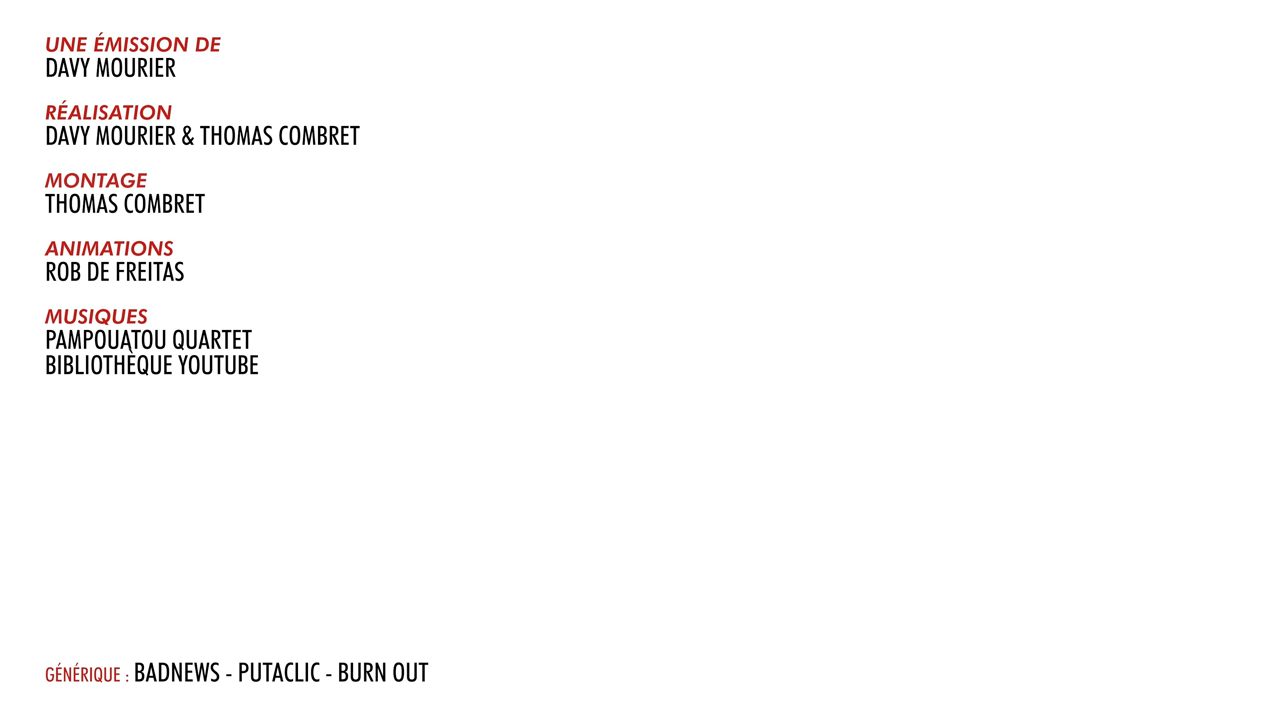 UNE ÉMISSION DE
DAVY MOURIER
RÉALISATION
DAVY MOURIER & THOMAS COMBRET
MONTAGE
THOMAS COMBRET
ANIMATIONS
ROB DE FREITAS
MUSIQUES
PAMPOUATOU QUARTET
BIBLIOTHÈQUE YOUTUBE
GÉNÉRIQUE : BADNEWS - PUTACLIC - BURN OUT